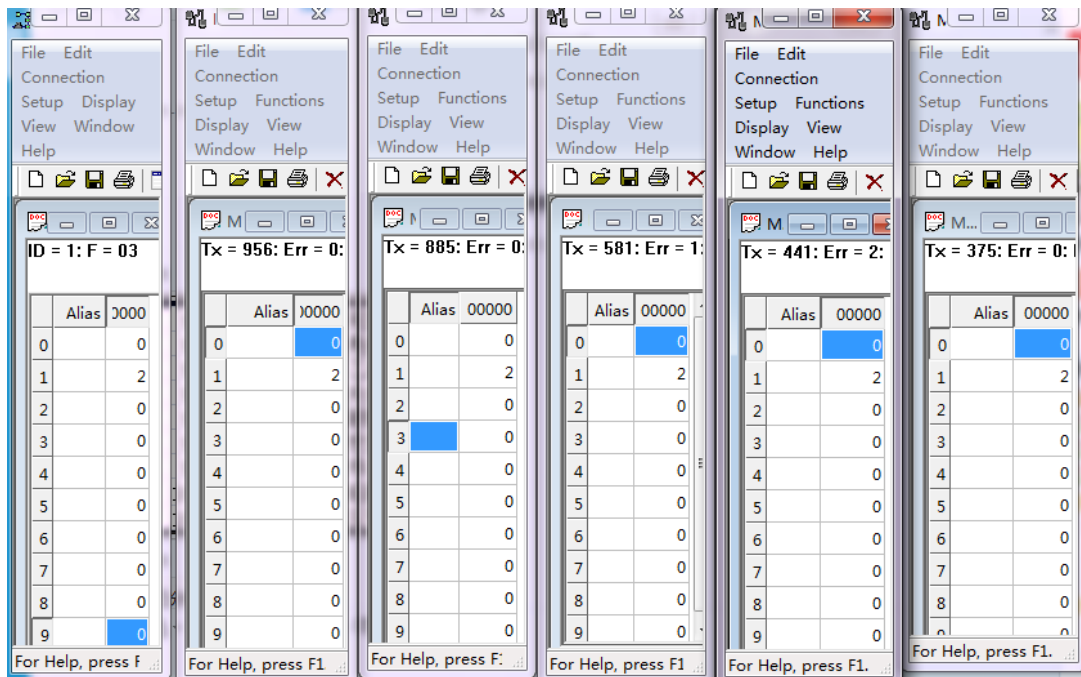 File Edit
Connection
Setup Display
View Window
Help
ID = 1: F = 03
Alias
0 0
1 2
2 0
3 0
4 0
5 0
6 0
7 0
8 0
9 0
For Help, press F
File Edit
Connection
Setup Functions
Display View
Window Help
M
Tx = 956: Err = 0:
Alias
0 0
1 2
2 0
3 0
4 0
5 0
6 0
7 0
8 0
9 0
For Help, press F1
File Edit
Connection
Setup Functions
Display View
Window Help
Tx = 885: Err = 0:
Alias 00000
0 0
1 2
2 0
3 0
4 0
5 0
6 0
7 0
8 0
9 0
For Help, press F
File Edit
Connection
Setup Functions
Display View
Window Help
Tx = 581: Err = 1:
Alias 00000
0 0
1 2
2 0
3 0
4 0
5 0
6 0
7 0
8 0
9 0
For Help, press F1
File Edit
Connection
Setup Functions
Display View
Window Help
M
Tx = 441: Err = 2:
Alias 00000
0 0
1 2
2 0
3 0
4 0
5 0
6 0
7 0
8 0
9 0
For Help, press F1.
File Edit
Connection
Setup Functions
Display View
Window Help
M...
Tx = 375: Err = 0:
Alias 00000
0 0
1 2
2 0
3 0
4 0
5 0
6 0
7 0
8 0
For Help, press F1.